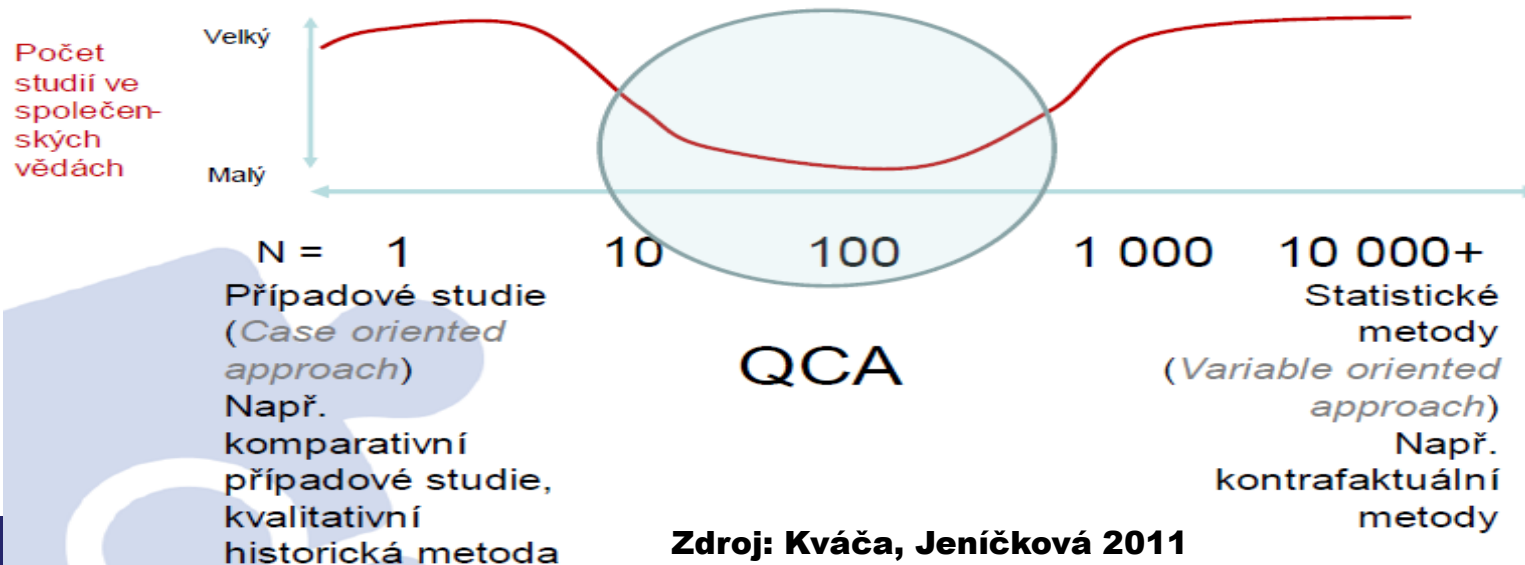 Počet
studií ve
společen-
ských
vědách
Velký
Malý
N = 1 10 100 1 000 10 000+
Případové studie
(Case oriented
approach)
Např.
komparativní
případové studie,
kvalitativní
historická metoda
QCA
Statistické
metody
(Variable oriented
approach)
Např.
kontrafaktuální
metody
Zdroj: Kváča, Jeníčková 2011